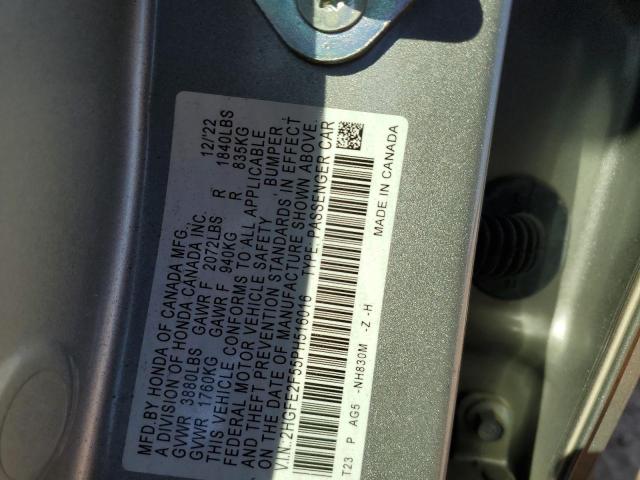 MFD.BY HONDA OF CANADA MFG.
A DIVISION OF HONDA CANADA INC. 12/22
GVWR 3880LBS GAWR F 2072LBS R 1840LBS
GVWR 1760KG GAWR F 940KG R 835KG
THIS VEHICLE CONFORMS TO ALL APPLICABLE
FEDERAL MOTOR VEHICLE SAFETY BUMPER
AND THEFT PREVENTION STANDARDS IN EFFECT
ON THE DATE OF MANUFACTURE SHOWN ABOVE.
V.I.N.:2HGFE2F55PH516016 TYPE: PASSENGER CAR
T23 P AG5 -NH830M -Z -H MADE IN CANADA